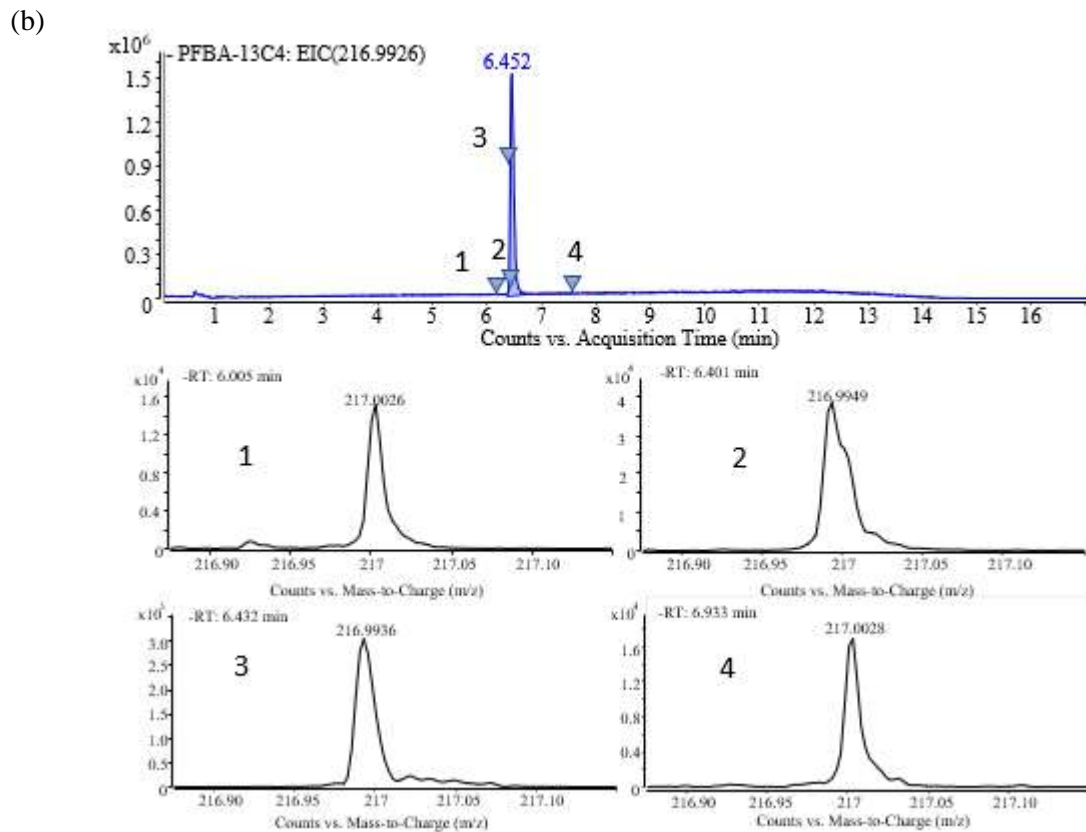 (b)
x10⁶
- PFBA-13C4: EIC(216.9926)
6.452
1.5
1.2
0.9
0.6
0.3
0
3
1
2
4
1 2 3 4 5 6 7 8 9 10 11 12 13 14 15 16
Counts vs. Acquisition Time (min)
x10⁴
-RT: 6.005 min
217.0026
1.6
1.2
0.8
0.4
0
1
216.90 216.95 217 217.05 217.10
Counts vs. Mass-to-Charge (m/z)
-RT: 6.401 min
216.9949
4
3
2
1
0
2
216.90 216.95 217 217.05 217.10
Counts vs. Mass-to-Charge (m/z)
-RT: 6.432 min
216.9936
3.0
2.5
2.0
1.5
1.0
0.5
0
3
216.90 216.95 217 217.05 217.10
Counts vs. Mass-to-Charge (m/z)
x10⁴
-RT: 6.933 min
217.0028
1.6
1.2
0.8
0.4
0
4
216.90 216.95 217 217.05 217.10
Counts vs. Mass-to-Charge (m/z)